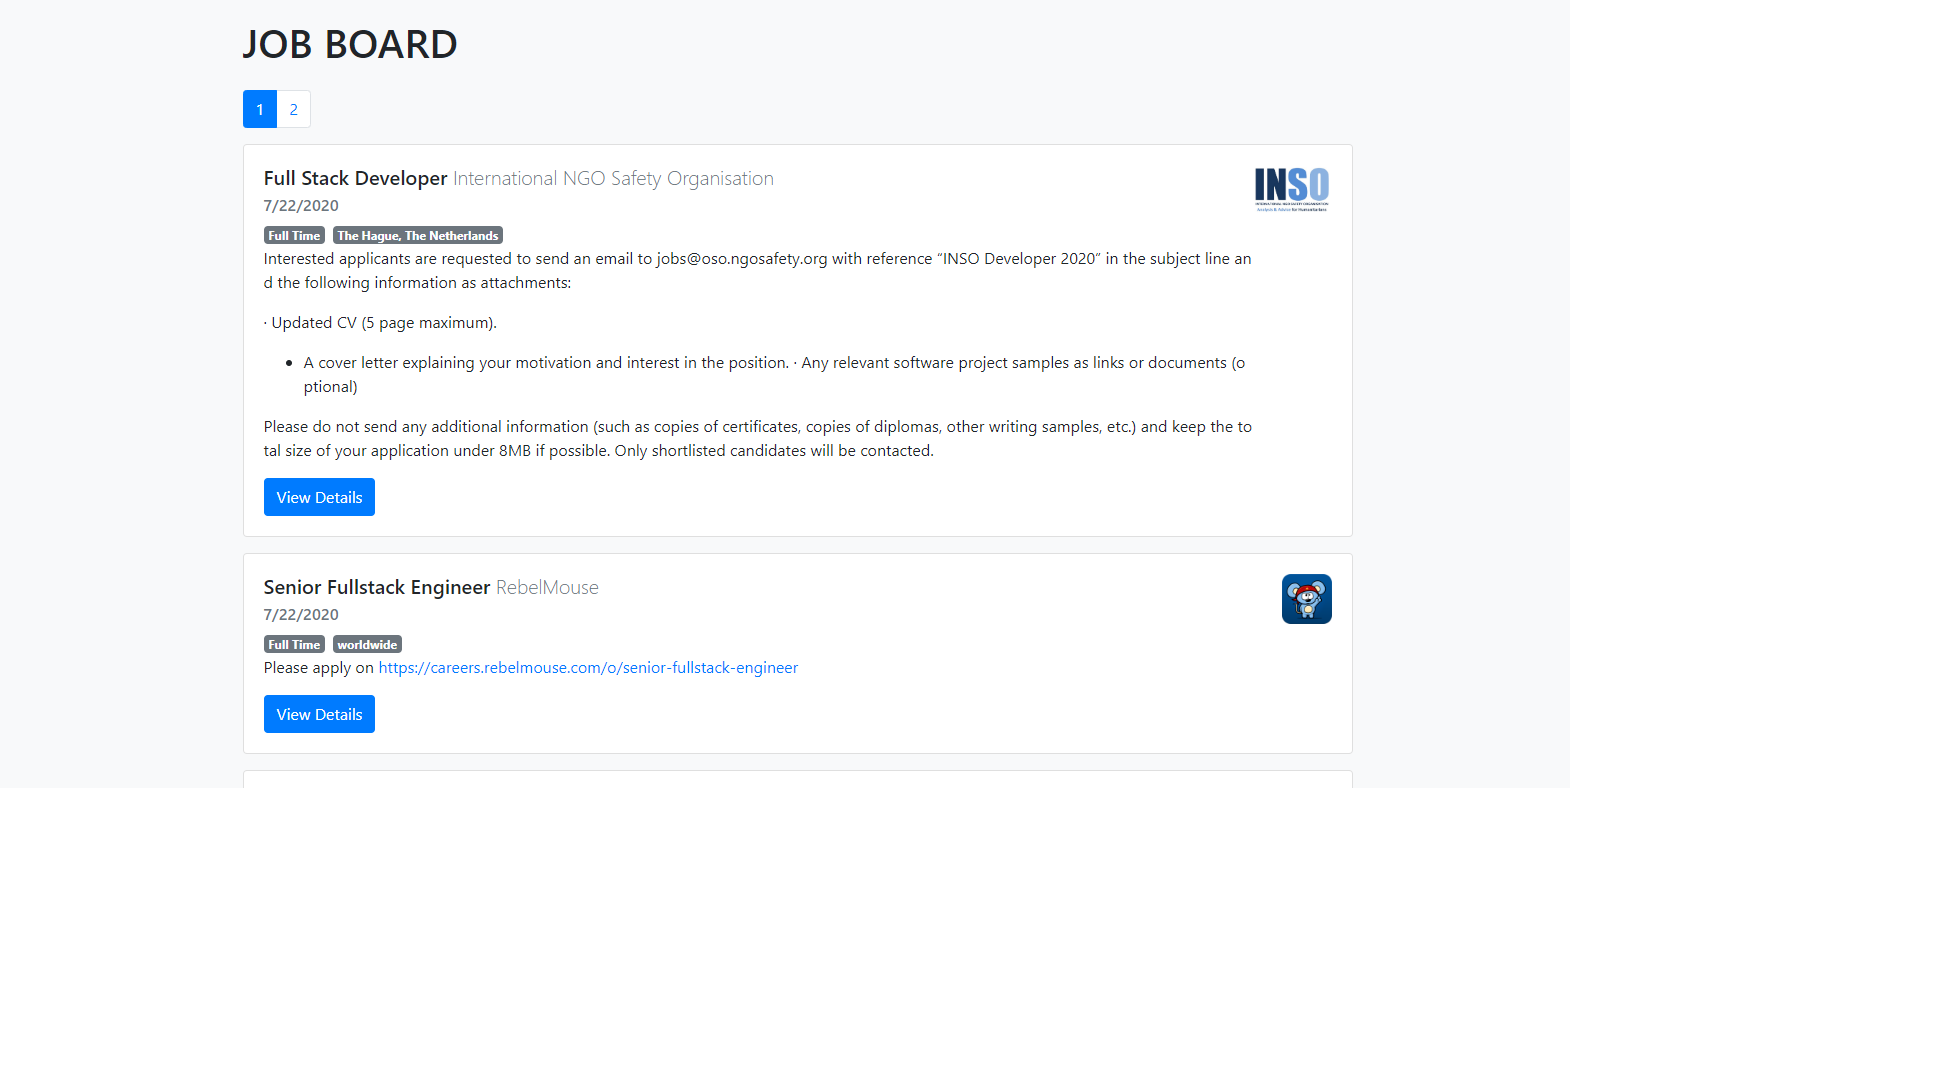 JOB BOARD
1 2
Full Stack Developer International NGO Safety Organisation
INSO
7/22/2020
Full Time The Hague, The Netherlands
Interested applicants are requested to send an email to jobs@oso.ngosafety.org with reference “INSO Developer 2020” in the subject line an
d the following information as attachments:
· Updated CV (5 page maximum).
• A cover letter explaining your motivation and interest in the position. · Any relevant software project samples as links or documents (o
ptional)
Please do not send any additional information (such as copies of certificates, copies of diplomas, other writing samples, etc.) and keep the to
tal size of your application under 8MB if possible. Only shortlisted candidates will be contacted.
View Details
Senior Fullstack Engineer RebelMouse
7/22/2020
Full Time worldwide
Please apply on https://careers.rebelmouse.com/o/senior-fullstack-engineer
View Details